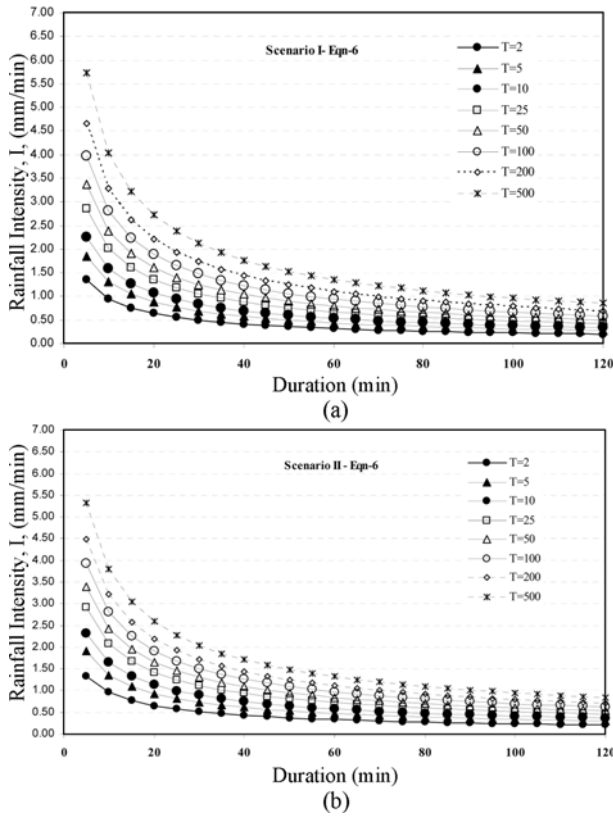 7.00
6.50
6.00
5.50
5.00
4.50
4.00
3.50
3.00
2.50
2.00
1.50
1.00
0.50
0.00
Rainfall Intensity, I, (mm/min)
Scenario I- Eqn-6
T=2
T=5
T=10
T=25
T=50
T=100
T=200
T=500
0 20 40 60 80 100 120
Duration (min)
(a)
7.00
6.50
6.00
5.50
5.00
4.50
4.00
3.50
3.00
2.50
2.00
1.50
1.00
0.50
0.00
Rainfall Intensity, I, (mm/min)
Scenario II - Eqn-6
T=2
T=5
T=10
T=25
T=50
T=100
T=200
T=500
0 20 40 60 80 100 120
Duration (min)
(b)